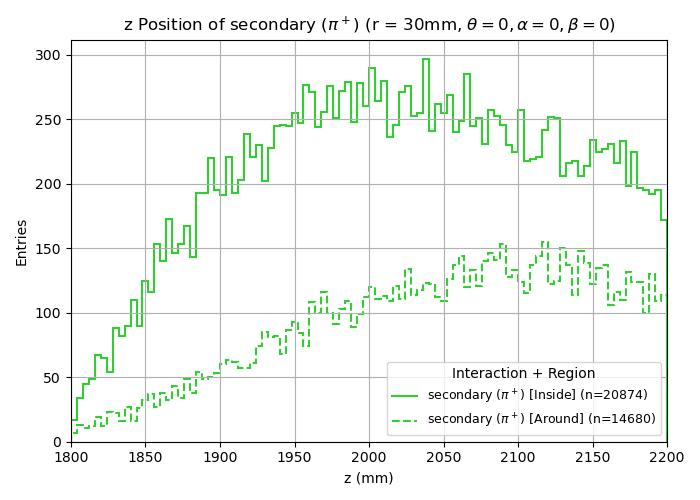 z Position of secondary (π⁺) (r = 30mm, θ = 0, α = 0, β = 0)
Entries
300
250
200
150
100
50
0
1800 1850 1900 1950 2000 2050 2100 2150 2200
z (mm)
Interaction + Region
secondary (π⁺) [Inside] (n=20874)
secondary (π⁺) [Around] (n=14680)